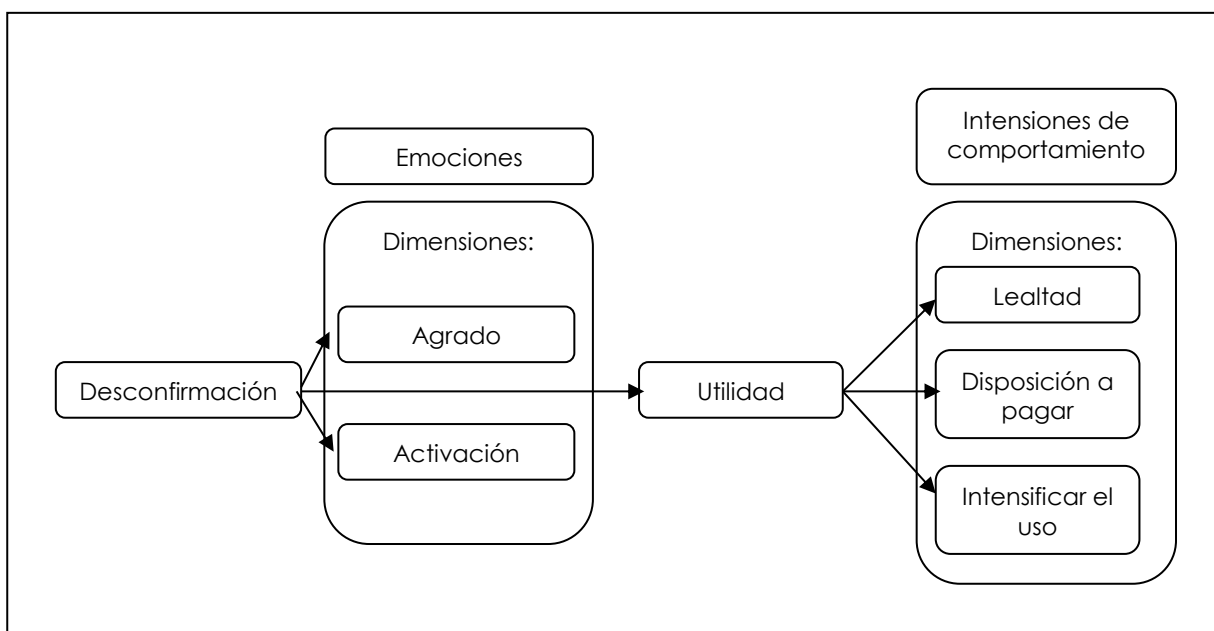 Emociones
Intensiones de
comportamiento
Dimensiones:
Dimensiones:
Agrado
Activación
Desconfirmación
Utilidad
Lealtad
Disposición a
pagar
Intensificar el
uso